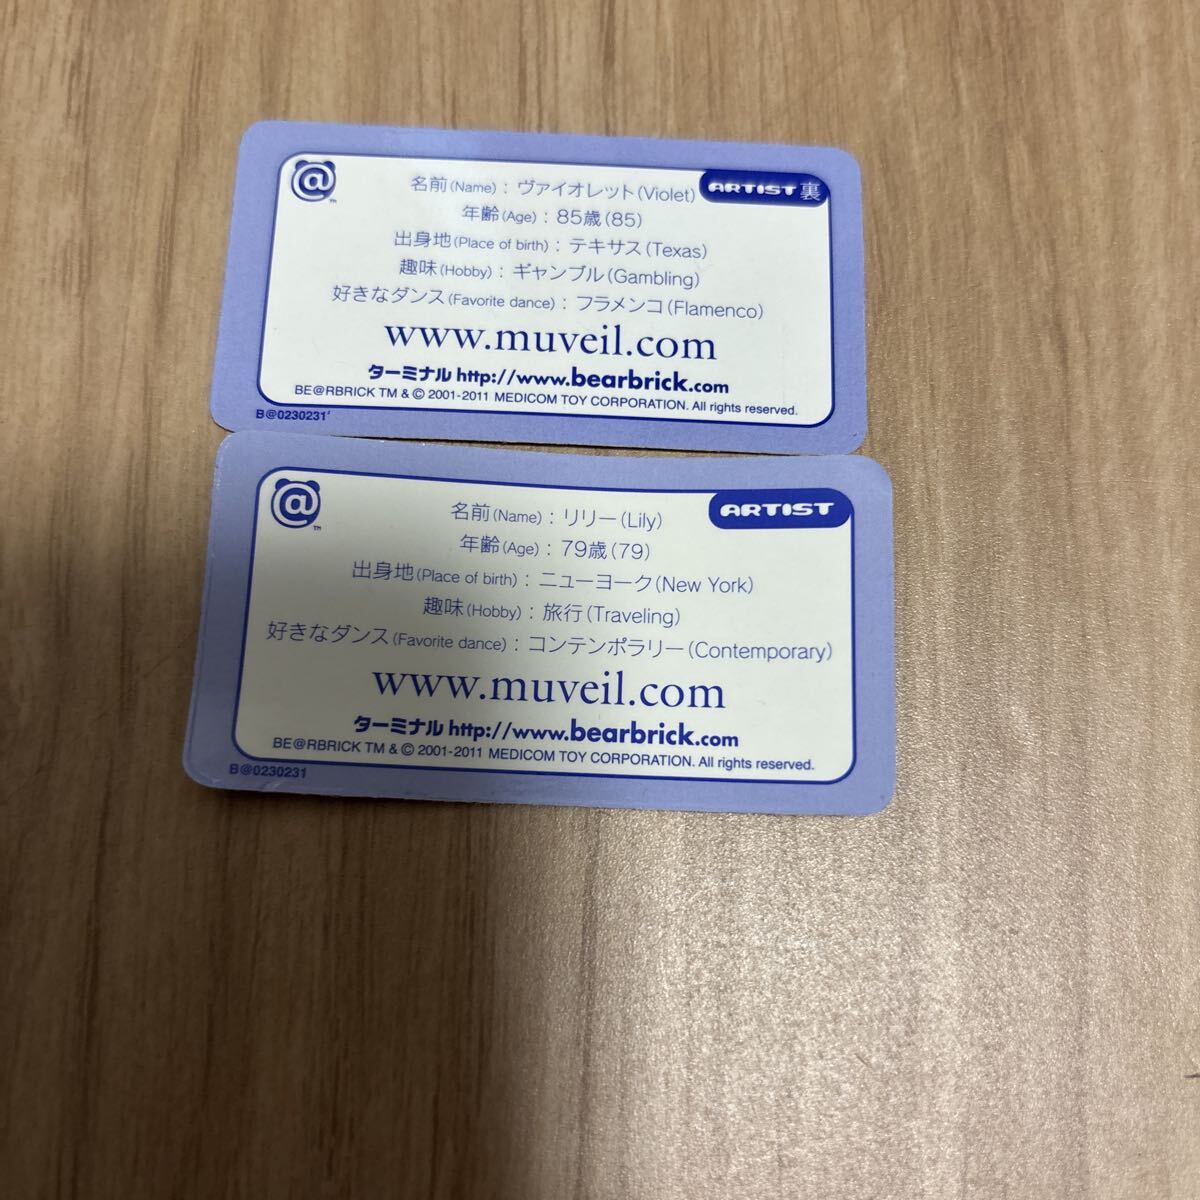 @
TM
ARTIST 裏
名前(Name)：ヴァイオレット(Violet)
年齢(Age)：85歳(85)
出身地(Place of birth)：テキサス(Texas)
趣味(Hobby)：ギャンブル(Gambling)
好きなダンス(Favorite dance)：フラメンコ(Flamenco)
www.muveil.com
ターミナル http://www.bearbrick.com
BE@RBRICK TM & © 2001-2011 MEDICOM TOY CORPORATION. All rights reserved.
B@0230231'
@
TM
ARTIST
名前(Name)：リリー(Lily)
年齢(Age)：79歳(79)
出身地(Place of birth)：ニューヨーク(New York)
趣味(Hobby)：旅行(Traveling)
好きなダンス(Favorite dance)：コンテンポラリー(Contemporary)
www.muveil.com
ターミナル http://www.bearbrick.com
BE@RBRICK TM & © 2001-2011 MEDICOM TOY CORPORATION. All rights reserved.
B@0230231